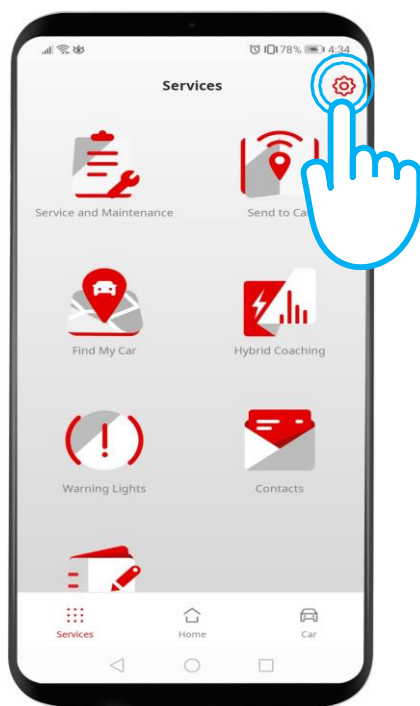 78% 4:34
Services
Service and Maintenance
Send to Ca
Find My Car
Hybrid Coaching
Warning Lights
Contacts
Services
Home
Car